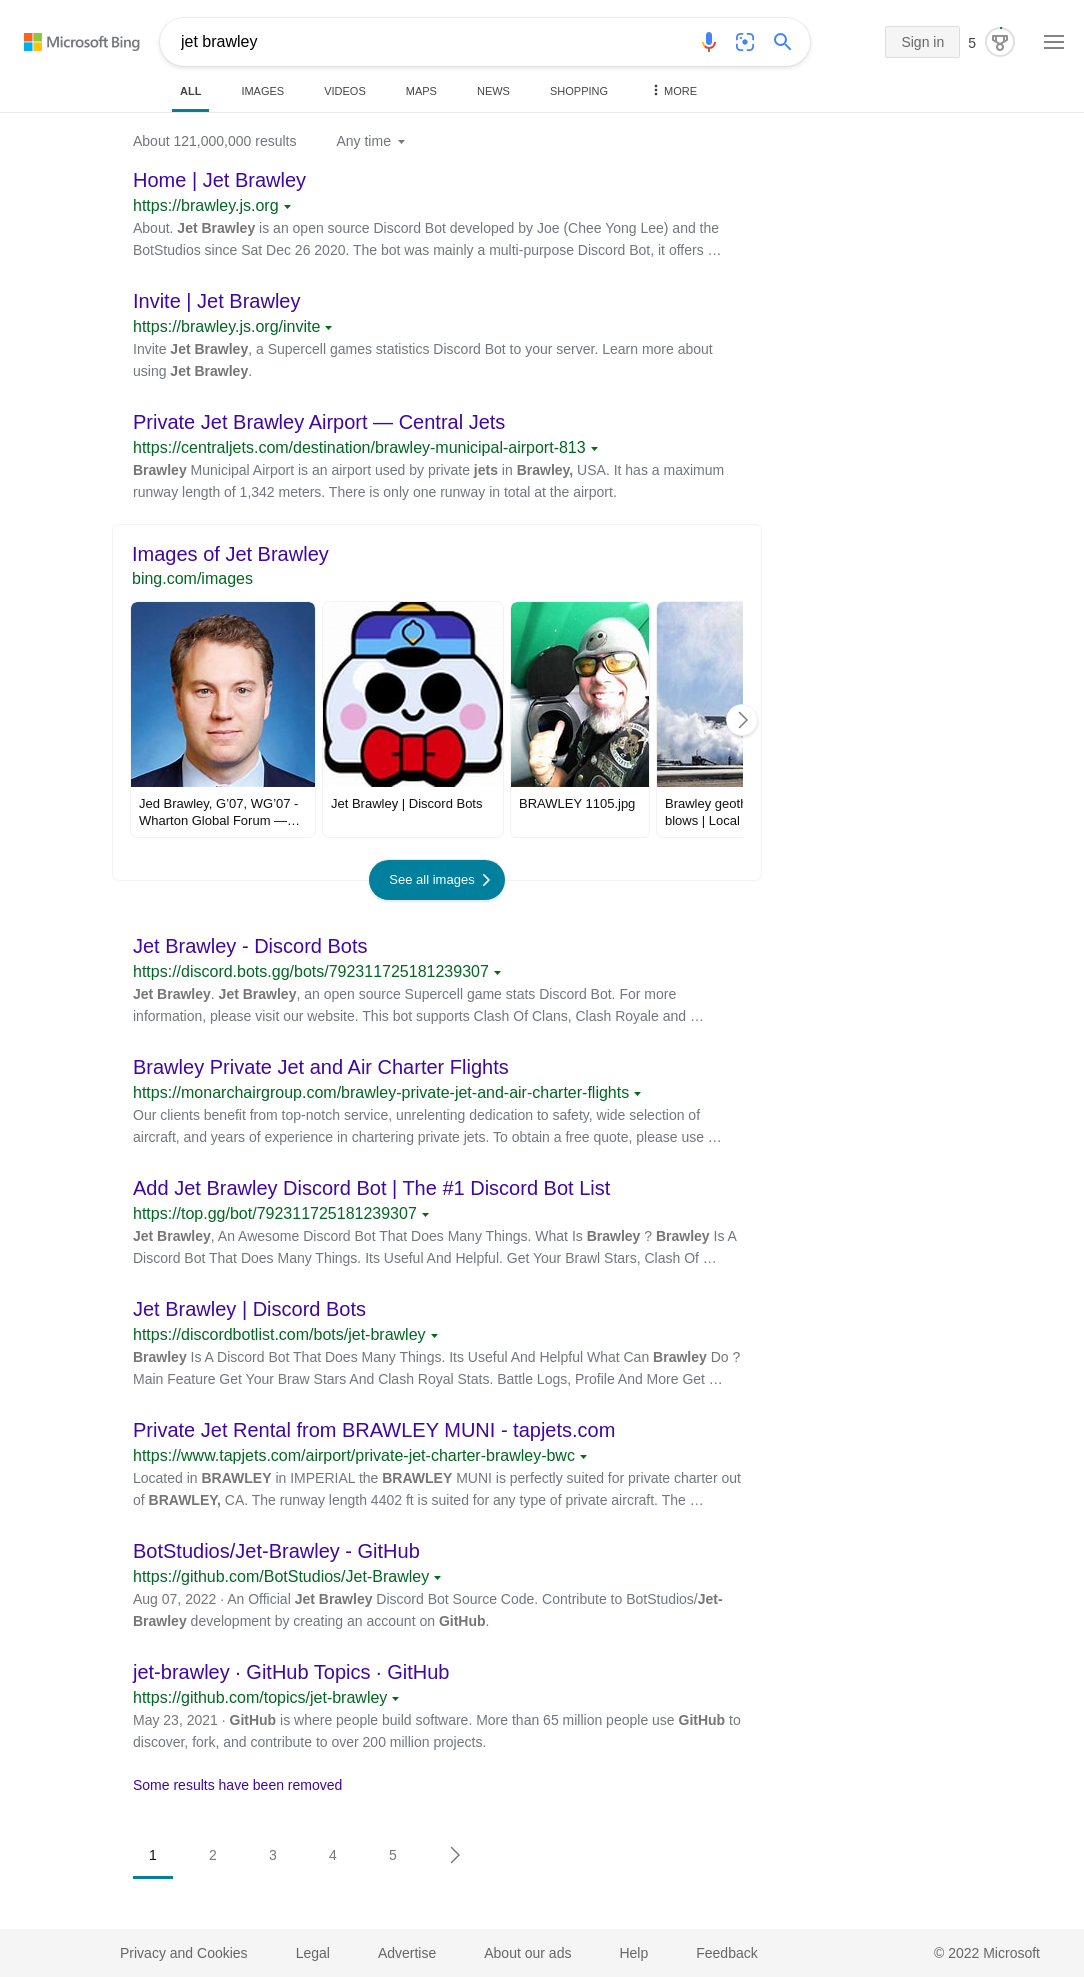 Microsoft Bing
jet brawley
Sign in
5
ALL
IMAGES
VIDEOS
MAPS
NEWS
SHOPPING
MORE
About 121,000,000 results
Any time
Home | Jet Brawley
https://brawley.js.org
About. Jet Brawley is an open source Discord Bot developed by Joe (Chee Yong Lee) and the
BotStudios since Sat Dec 26 2020. The bot was mainly a multi-purpose Discord Bot, it offers …
Invite | Jet Brawley
https://brawley.js.org/invite
Invite Jet Brawley, a Supercell games statistics Discord Bot to your server. Learn more about
using Jet Brawley.
Private Jet Brawley Airport — Central Jets
https://centraljets.com/destination/brawley-municipal-airport-813
Brawley Municipal Airport is an airport used by private jets in Brawley, USA. It has a maximum
runway length of 1,342 meters. There is only one runway in total at the airport.
Images of Jet Brawley
bing.com/images
Jed Brawley, G’07, WG’07 -
Wharton Global Forum —…
Jet Brawley | Discord Bots
BRAWLEY 1105.jpg
Brawley geoth
blows | Local
See all images
Jet Brawley - Discord Bots
https://discord.bots.gg/bots/792311725181239307
Jet Brawley. Jet Brawley, an open source Supercell game stats Discord Bot. For more
information, please visit our website. This bot supports Clash Of Clans, Clash Royale and …
Brawley Private Jet and Air Charter Flights
https://monarchairgroup.com/brawley-private-jet-and-air-charter-flights
Our clients benefit from top-notch service, unrelenting dedication to safety, wide selection of
aircraft, and years of experience in chartering private jets. To obtain a free quote, please use …
Add Jet Brawley Discord Bot | The #1 Discord Bot List
https://top.gg/bot/792311725181239307
Jet Brawley, An Awesome Discord Bot That Does Many Things. What Is Brawley ? Brawley Is A
Discord Bot That Does Many Things. Its Useful And Helpful. Get Your Brawl Stars, Clash Of …
Jet Brawley | Discord Bots
https://discordbotlist.com/bots/jet-brawley
Brawley Is A Discord Bot That Does Many Things. Its Useful And Helpful What Can Brawley Do ?
Main Feature Get Your Braw Stars And Clash Royal Stats. Battle Logs, Profile And More Get …
Private Jet Rental from BRAWLEY MUNI - tapjets.com
https://www.tapjets.com/airport/private-jet-charter-brawley-bwc
Located in BRAWLEY in IMPERIAL the BRAWLEY MUNI is perfectly suited for private charter out
of BRAWLEY, CA. The runway length 4402 ft is suited for any type of private aircraft. The …
BotStudios/Jet-Brawley - GitHub
https://github.com/BotStudios/Jet-Brawley
Aug 07, 2022 · An Official Jet Brawley Discord Bot Source Code. Contribute to BotStudios/Jet-
Brawley development by creating an account on GitHub.
jet-brawley · GitHub Topics · GitHub
https://github.com/topics/jet-brawley
May 23, 2021 · GitHub is where people build software. More than 65 million people use GitHub to
discover, fork, and contribute to over 200 million projects.
Some results have been removed
1
2
3
4
5
Privacy and Cookies
Legal
Advertise
About our ads
Help
Feedback
© 2022 Microsoft